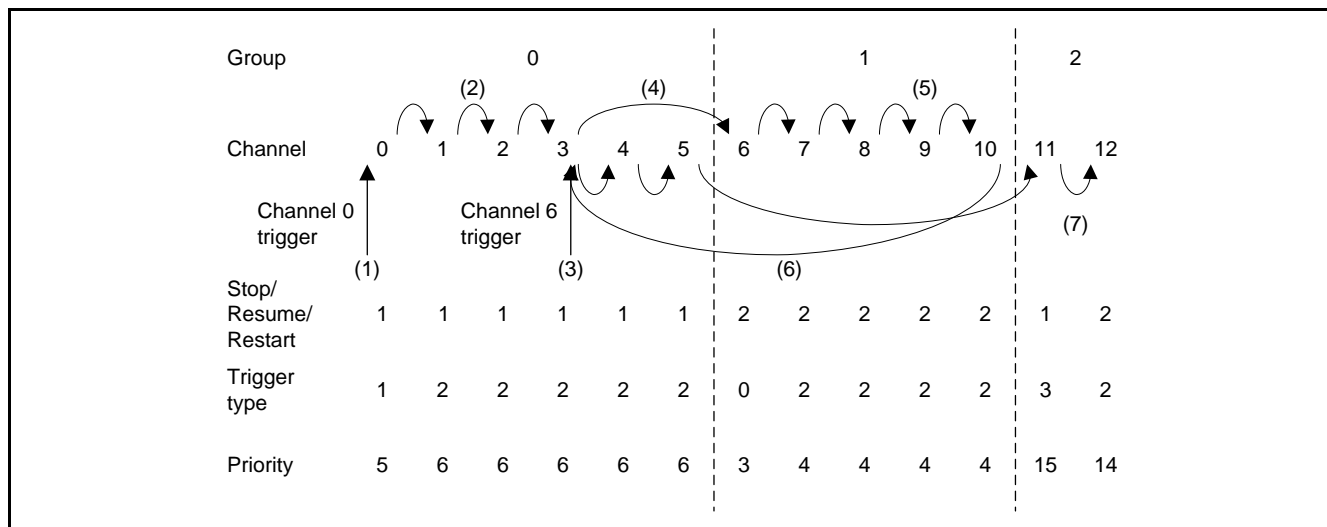 Group 0 1 2
(2) (4) (5)
Channel 0 1 2 3 4 5 6 7 8 9 10 11 12
Channel 0
trigger
Channel 6
trigger
(7)
(1) (3) (6)
Stop/
Resume/
Restart
1 1 1 1 1 1 2 2 2 2 2 1 2
Trigger
type
1 2 2 2 2 2 0 2 2 2 2 3 2
Priority 5 6 6 6 6 6 3 4 4 4 4 15 14